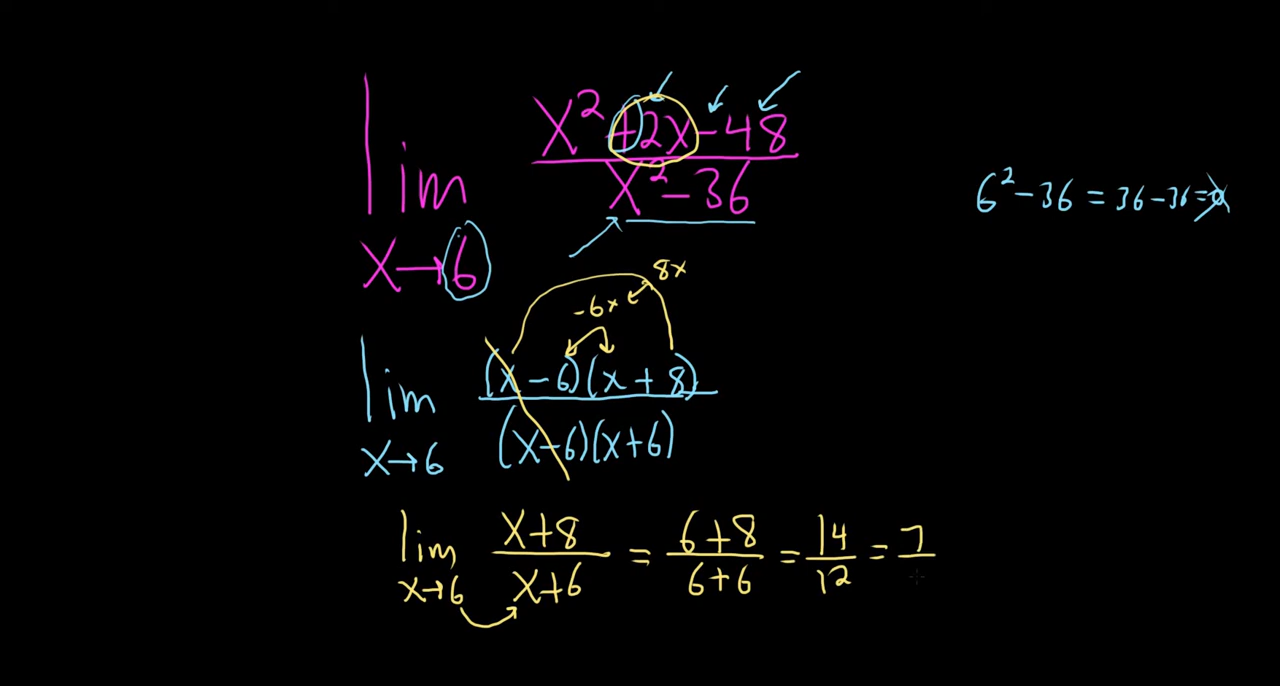 lim x→6 (x² + 2x - 48) / (x² - 36)
6² - 36 = 36 - 36 = 0
8x
-6x
lim x→6 (x - 6)(x + 8) / (x - 6)(x + 6)
lim x→6 (x + 8) / (x + 6) = (6 + 8) / (6 + 6) = 14 / 12 = 7 /